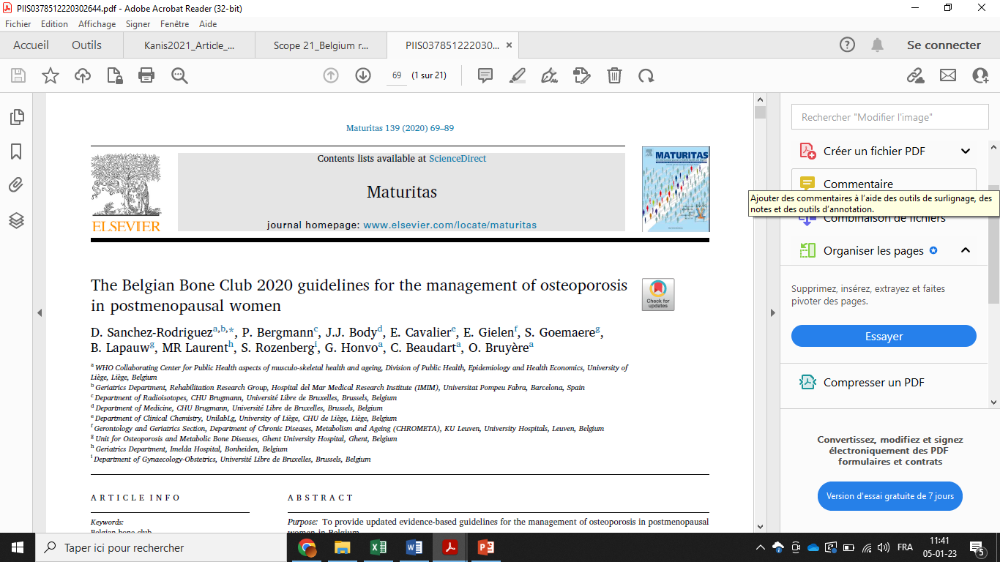 PIIS0378512220302644.pdf - Adobe Acrobat Reader (32-bit)
Fichier Edition Affichage Signer Fenêtre Aide
Accueil Outils Kanis2021_Article_... Scope 21_Belgium r... PIIS037851222030... × Se connecter
69 (1 sur 21)
Maturitas 139 (2020) 69–89
Contents lists available at ScienceDirect
Maturitas
journal homepage: www.elsevier.com/locate/maturitas
ELSEVIER
MATURITAS
The Belgian Bone Club 2020 guidelines for the management of osteoporosis
in postmenopausal women
Check for
updates
D. Sanchez-Rodriguez a,b,*, P. Bergmann c, J.J. Body d, E. Cavalier e, E. Gielen f, S. Goemaere g,
B. Lapauw g, MR Laurent h, S. Rozenberg i, G. Honvo a, C. Beaudart a, O. Bruyère a
a WHO Collaborating Center for Public Health aspects of musculo-skeletal health and ageing, Division of Public Health, Epidemiology and Health Economics, University of
Liège, Liège, Belgium
b Geriatrics Department, Rehabilitation Research Group, Hospital del Mar Medical Research Institute (IMIM), Universitat Pompeu Fabra, Barcelona, Spain
c Department of Radioisotopes, CHU Brugmann, Université Libre de Bruxelles, Brussels, Belgium
d Department of Medicine, CHU Brugmann, Université Libre de Bruxelles, Brussels, Belgium
e Department of Clinical Chemistry, UnilabLg, University of Liège, CHU de Liège, Liège, Belgium
f Gerontology and Geriatrics Section, Department of Chronic Diseases, Metabolism and Ageing (CHROMETA), KU Leuven, University Hospitals, Leuven, Belgium
g Unit for Osteoporosis and Metabolic Bone Diseases, Ghent University Hospital, Ghent, Belgium
h Geriatrics Department, Imelda Hospital, Bonheiden, Belgium
i Department of Gynaecology-Obstetrics, Université Libre de Bruxelles, Brussels, Belgium
ARTICLE INFO
Keywords:
Belgian bone club
ABSTRACT
Purpose: To provide updated evidence-based guidelines for the management of osteoporosis in postmenopausal
women in Belgium
Rechercher "Modifier l'image"
Créer un fichier PDF
Commentaire
Ajouter des commentaires à l'aide des outils de surlignage, des
notes et des outils d'annotation.
Combinaison de fichiers
Organiser les pages
Supprimez, insérez, extrayez et faites
pivoter des pages.
Essayer
Compresser un PDF
Convertissez, modifiez et signez
électroniquement des PDF
formulaires et contrats
Version d'essai gratuite de 7 jours
Taper ici pour rechercher
FRA
11:41
05-01-23
5